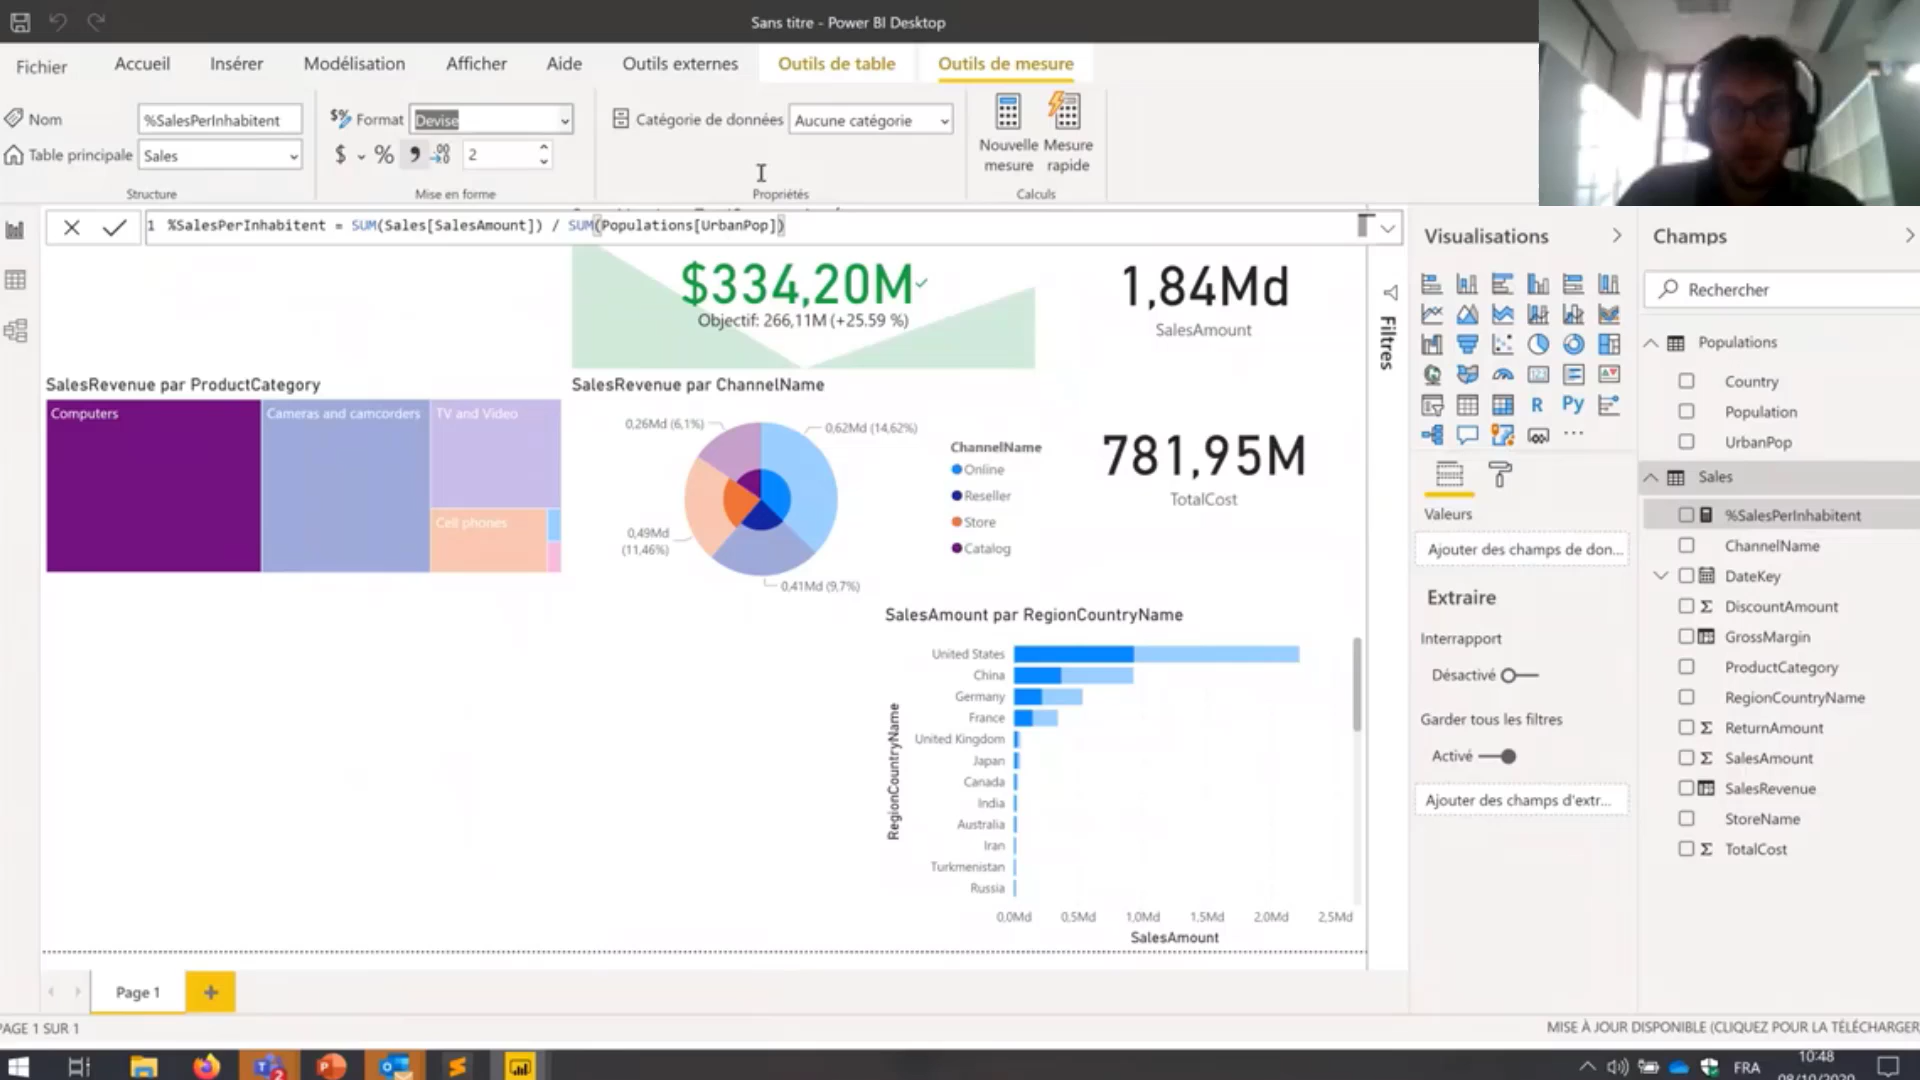 Sans titre - Power BI Desktop
Fichier
Accueil
Insérer
Modélisation
Afficher
Aide
Outils externes
Outils de table
Outils de mesure
Nom
%SalesPerInhabitent
Format
Devise
Catégorie de données
Aucune catégorie
Table principale
Sales
$
%
2
Nouvelle mesure
Mesure rapide
Structure
Mise en forme
Propriétés
Calculs
1 %SalesPerInhabitent = SUM(Sales[SalesAmount]) / SUM(Populations[UrbanPop])
$334,20M
Objectif: 266,11M (+25.59 %)
1,84Md
SalesAmount
SalesRevenue par ProductCategory
Computers
Cameras and camcorders
TV and Video
Cell phones
SalesRevenue par ChannelName
0,26Md (6,1%)
0,62Md (14,62%)
0,49Md
(11,46%)
0,41Md (9,7%)
ChannelName
Online
Reseller
Store
Catalog
781,95M
TotalCost
SalesAmount par RegionCountryName
RegionCountryName
United States
China
Germany
France
United Kingdom
Japan
Canada
India
Australia
Iran
Turkmenistan
Russia
0,0Md
0,5Md
1,0Md
1,5Md
2,0Md
2,5Md
SalesAmount
Filtres
Visualisations
R
Py
Valeurs
Ajouter des champs de don...
Extraire
Interrapport
Désactivé
Garder tous les filtres
Activé
Ajouter des champs d'extr...
Champs
Rechercher
Populations
Country
Population
UrbanPop
Sales
%SalesPerInhabitent
ChannelName
DateKey
DiscountAmount
GrossMargin
ProductCategory
RegionCountryName
ReturnAmount
SalesAmount
SalesRevenue
StoreName
TotalCost
Page 1
PAGE 1 SUR 1
MISE À JOUR DISPONIBLE (CLIQUEZ POUR LA TÉLÉCHARGER
FRA
10:48